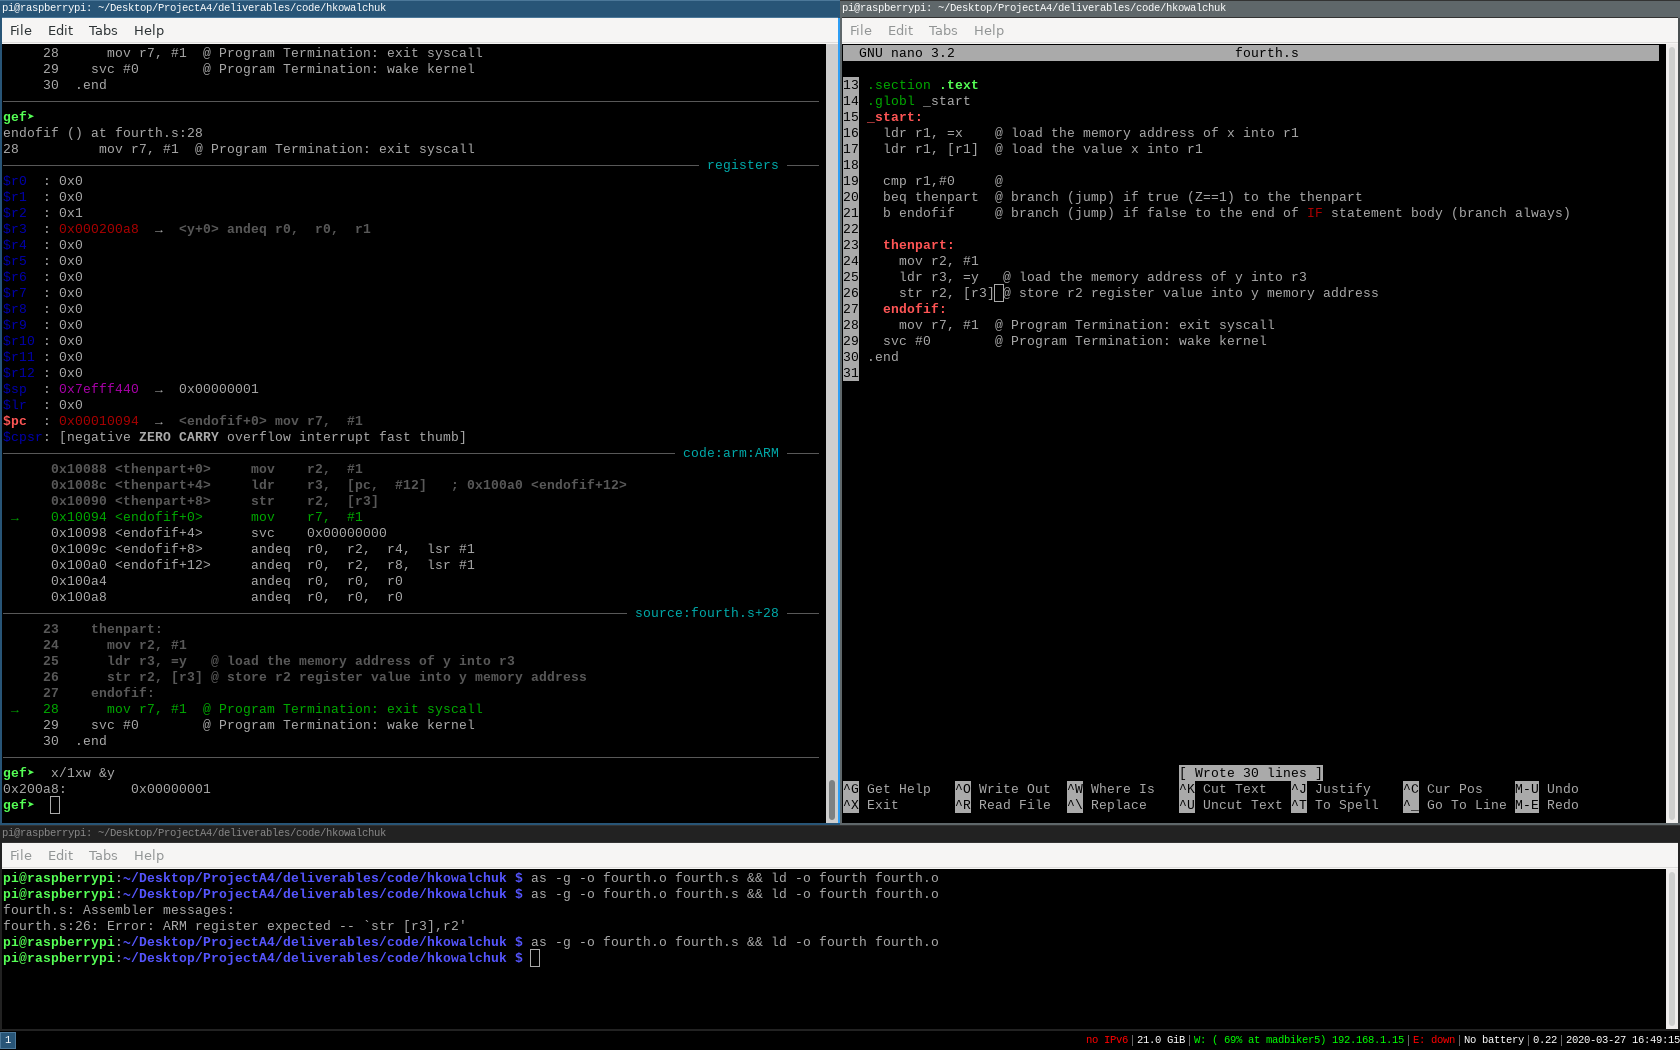 pi@raspberrypi: ~/Desktop/ProjectA4/deliverables/code/hkowalchuk
File Edit Tabs Help
28 mov r7, #1 @ Program Termination: exit syscall
29 svc #0 @ Program Termination: wake kernel
30 .end
gef➤
endofif () at fourth.s:28
28 mov r7, #1 @ Program Termination: exit syscall
registers
$r0 : 0x0
$r1 : 0x0
$r2 : 0x1
$r3 : 0x000200a8 → <y+0> andeq r0, r0, r1
$r4 : 0x0
$r5 : 0x0
$r6 : 0x0
$r7 : 0x0
$r8 : 0x0
$r9 : 0x0
$r10 : 0x0
$r11 : 0x0
$r12 : 0x0
$sp : 0x7efff440 → 0x00000001
$lr : 0x0
$pc : 0x00010094 → <endofif+0> mov r7, #1
$cpsr: [negative ZERO CARRY overflow interrupt fast thumb]
code:arm:ARM
0x10088 <thenpart+0> mov r2, #1
0x1008c <thenpart+4> ldr r3, [pc, #12] ; 0x100a0 <endofif+12>
0x10090 <thenpart+8> str r2, [r3]
→ 0x10094 <endofif+0> mov r7, #1
0x10098 <endofif+4> svc 0x00000000
0x1009c <endofif+8> andeq r0, r2, r4, lsr #1
0x100a0 <endofif+12> andeq r0, r2, r8, lsr #1
0x100a4 andeq r0, r0, r0
0x100a8 andeq r0, r0, r0
source:fourth.s+28
23 thenpart:
24 mov r2, #1
25 ldr r3, =y @ load the memory address of y into r3
26 str r2, [r3] @ store r2 register value into y memory address
27 endofif:
→ 28 mov r7, #1 @ Program Termination: exit syscall
29 svc #0 @ Program Termination: wake kernel
30 .end
gef➤ x/1xw &y
0x200a8: 0x00000001
gef➤
pi@raspberrypi: ~/Desktop/ProjectA4/deliverables/code/hkowalchuk
File Edit Tabs Help
GNU nano 3.2 fourth.s
13 .section .text
14 .globl _start
15 _start:
16 ldr r1, =x @ load the memory address of x into r1
17 ldr r1, [r1] @ load the value x into r1
18
19 cmp r1,#0 @
20 beq thenpart @ branch (jump) if true (Z==1) to the thenpart
21 b endofif @ branch (jump) if false to the end of IF statement body (branch always)
22
23 thenpart:
24 mov r2, #1
25 ldr r3, =y @ load the memory address of y into r3
26 str r2, [r3] @ store r2 register value into y memory address
27 endofif:
28 mov r7, #1 @ Program Termination: exit syscall
29 svc #0 @ Program Termination: wake kernel
30 .end
31
[ Wrote 30 lines ]
^G Get Help ^O Write Out ^W Where Is ^K Cut Text ^J Justify ^C Cur Pos M-U Undo
^X Exit ^R Read File ^\ Replace ^U Uncut Text ^T To Spell ^_ Go To Line M-E Redo
pi@raspberrypi: ~/Desktop/ProjectA4/deliverables/code/hkowalchuk
File Edit Tabs Help
pi@raspberrypi:~/Desktop/ProjectA4/deliverables/code/hkowalchuk $ as -g -o fourth.o fourth.s && ld -o fourth fourth.o
pi@raspberrypi:~/Desktop/ProjectA4/deliverables/code/hkowalchuk $ as -g -o fourth.o fourth.s && ld -o fourth fourth.o
fourth.s: Assembler messages:
fourth.s:26: Error: ARM register expected -- `str [r3],r2'
pi@raspberrypi:~/Desktop/ProjectA4/deliverables/code/hkowalchuk $ as -g -o fourth.o fourth.s && ld -o fourth fourth.o
pi@raspberrypi:~/Desktop/ProjectA4/deliverables/code/hkowalchuk $
1 no IPv6|21.0 GiB|W: ( 69% at madbiker5) 192.168.1.15|E: down|No battery|0.22|2020-03-27 16:49:15